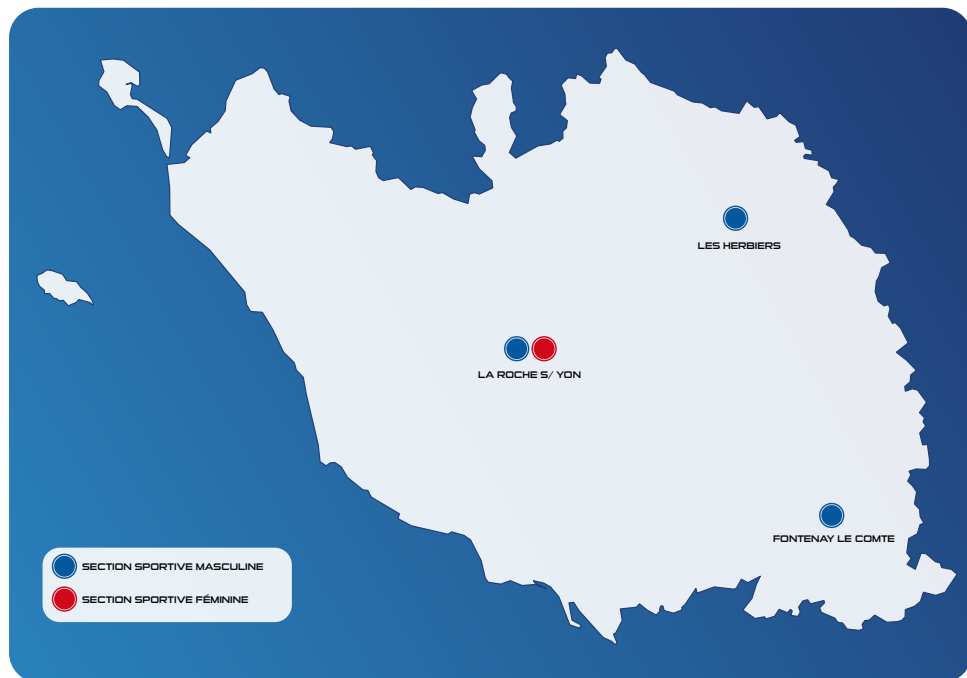 LES HERBIERS
LA ROCHE S/ YON
FONTENAY LE COMTE
SECTION SPORTIVE MASCULINE
SECTION SPORTIVE FÉMININE